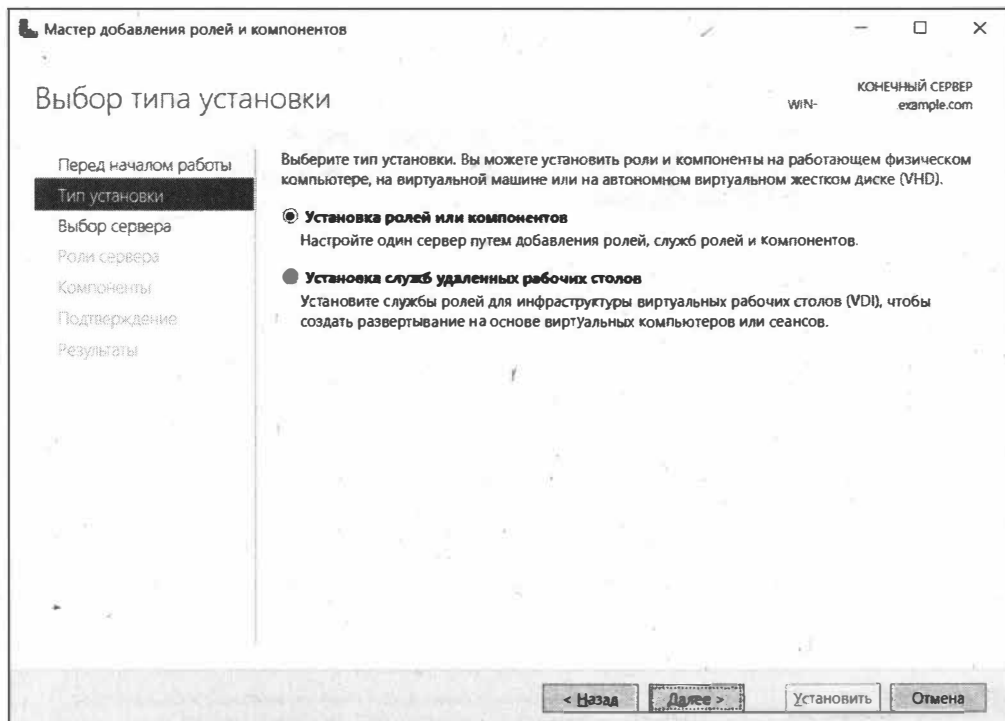 Мастер добавления ролей и компонентов
Выбор типа установки
КОНЕЧНЫЙ СЕРВЕР
WIN- example.com
Перед началом работы
Тип установки
Выбор сервера
Роли сервера
Компоненты
Подтверждение
Результаты
Выберите тип установки. Вы можете установить роли и компоненты на работающем физическом
компьютере, на виртуальной машине или на автономном виртуальном жестком диске (VHD).
Установка ролей или компонентов
Настройте один сервер путем добавления ролей, служб ролей и компонентов.
Установка служб удаленных рабочих столов
Установите службы ролей для инфраструктуры виртуальных рабочих столов (VDI), чтобы
создать развертывание на основе виртуальных компьютеров или сеансов.
< Назад
Далее >
Установить
Отмена